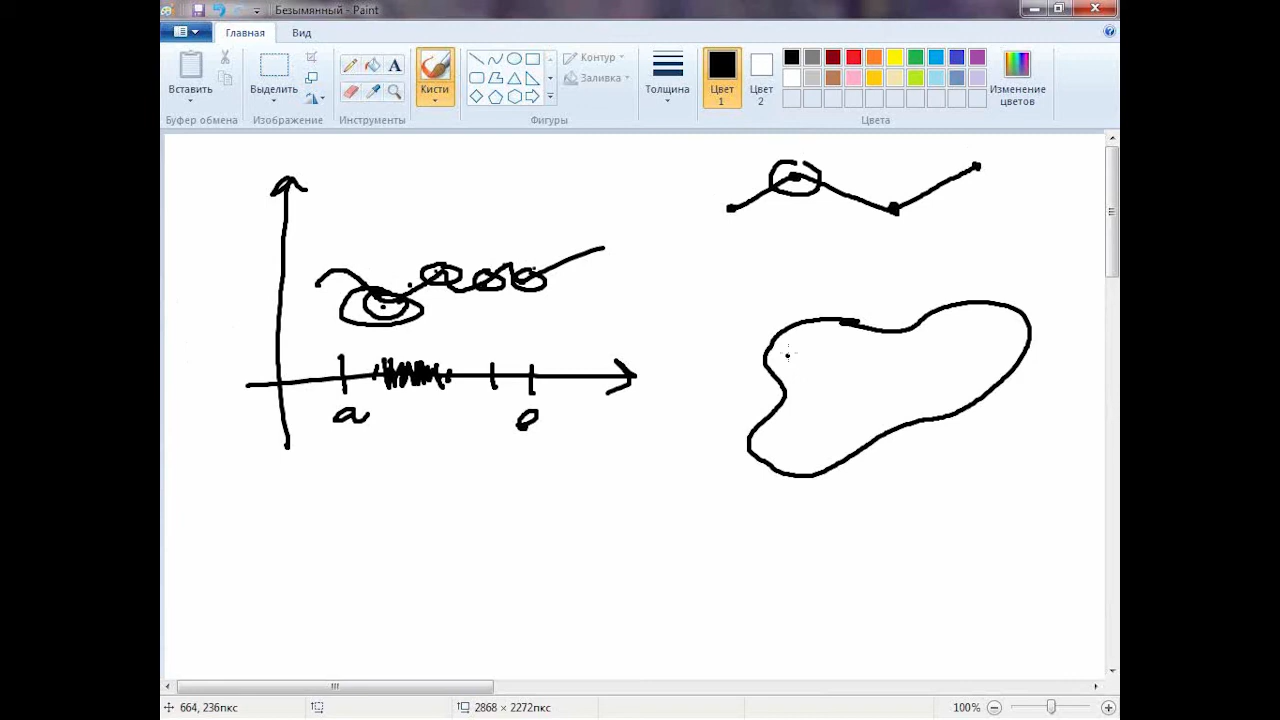 Безымянный - Paint
Главная Вид
Вставить Выделить Кисти Контур Заливка Толщина Цвет 1 Цвет 2 Изменение цветов
Буфер обмена Изображение Инструменты Фигуры Цвета
A
a в
664, 236пкс 2868 × 2272пкс 100%